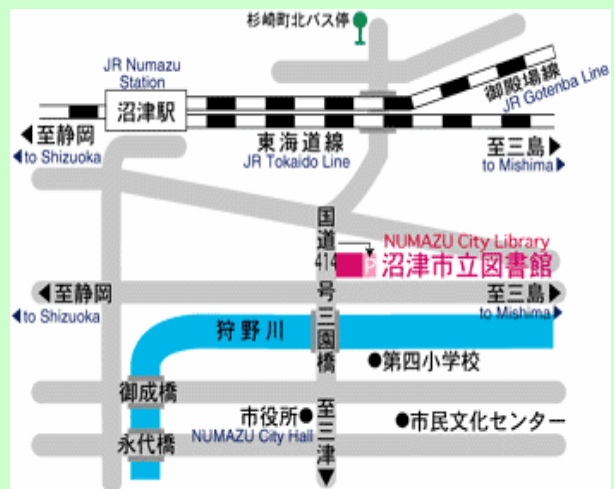 杉崎町北バス停
JR Numazu
Station
沼津駅
御殿場線
JR Gotenba Line
至静岡
to Shizuoka
東海道線
JR Tokaido Line
至三島
to Mishima
国道414号三園橋
NUMAZU City Library
P
沼津市立図書館
至静岡
to Shizuoka
至三島
to Mishima
狩野川
第四小学校
御成橋
市役所
NUMAZU City Hall
至三津
市民文化センター
永代橋